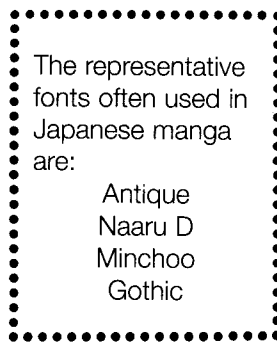 The representative
fonts often used in
Japanese manga
are:
Antique
Naaru D
Minchoo
Gothic